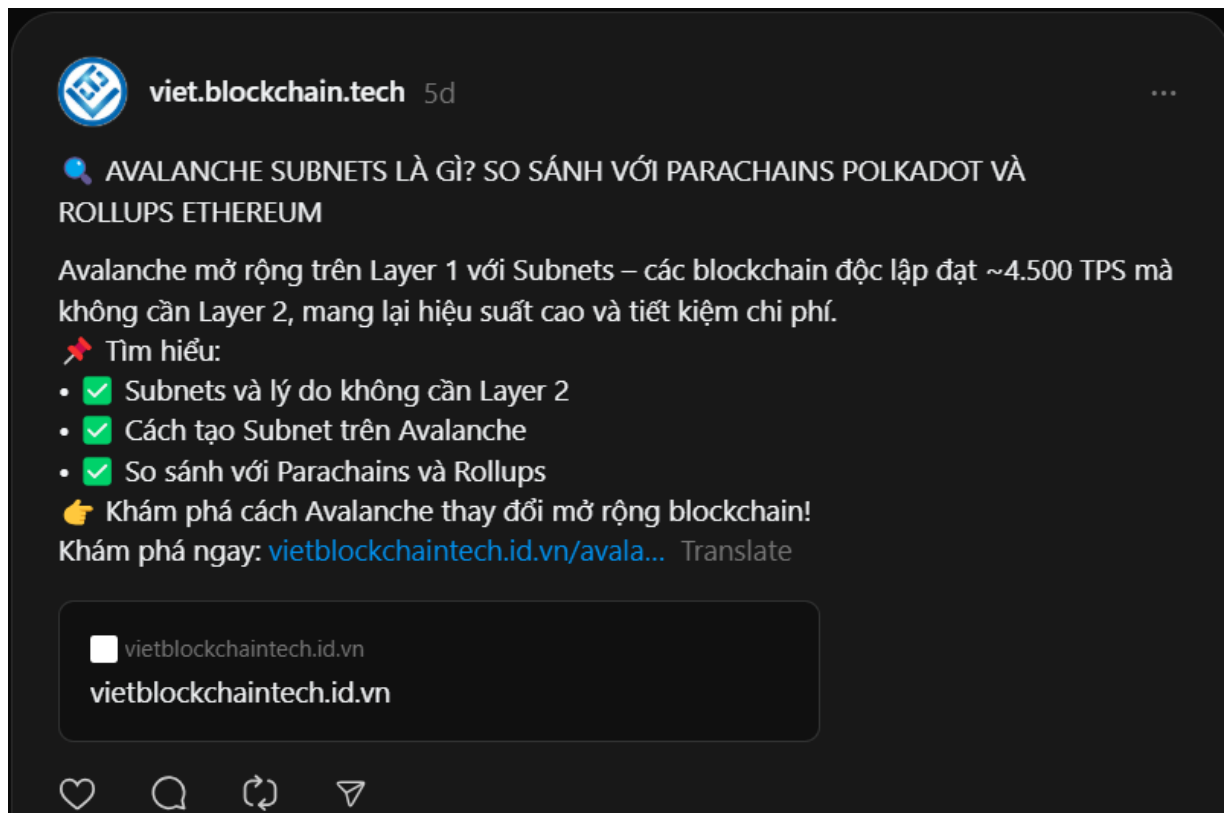 viet.blockchain.tech 5d
🔍 AVALANCHE SUBNETS LÀ GÌ? SO SÁNH VỚI PARACHAINS POLKADOT VÀ
ROLLUPS ETHEREUM
Avalanche mở rộng trên Layer 1 với Subnets – các blockchain độc lập đạt ~4.500 TPS mà
không cần Layer 2, mang lại hiệu suất cao và tiết kiệm chi phí.
📌 Tìm hiểu:
• ✅ Subnets và lý do không cần Layer 2
• ✅ Cách tạo Subnet trên Avalanche
• ✅ So sánh với Parachains và Rollups
👉 Khám phá cách Avalanche thay đổi mở rộng blockchain!
Khám phá ngay: vietblockchaintech.id.vn/avala... Translate
vietblockchaintech.id.vn
vietblockchaintech.id.vn